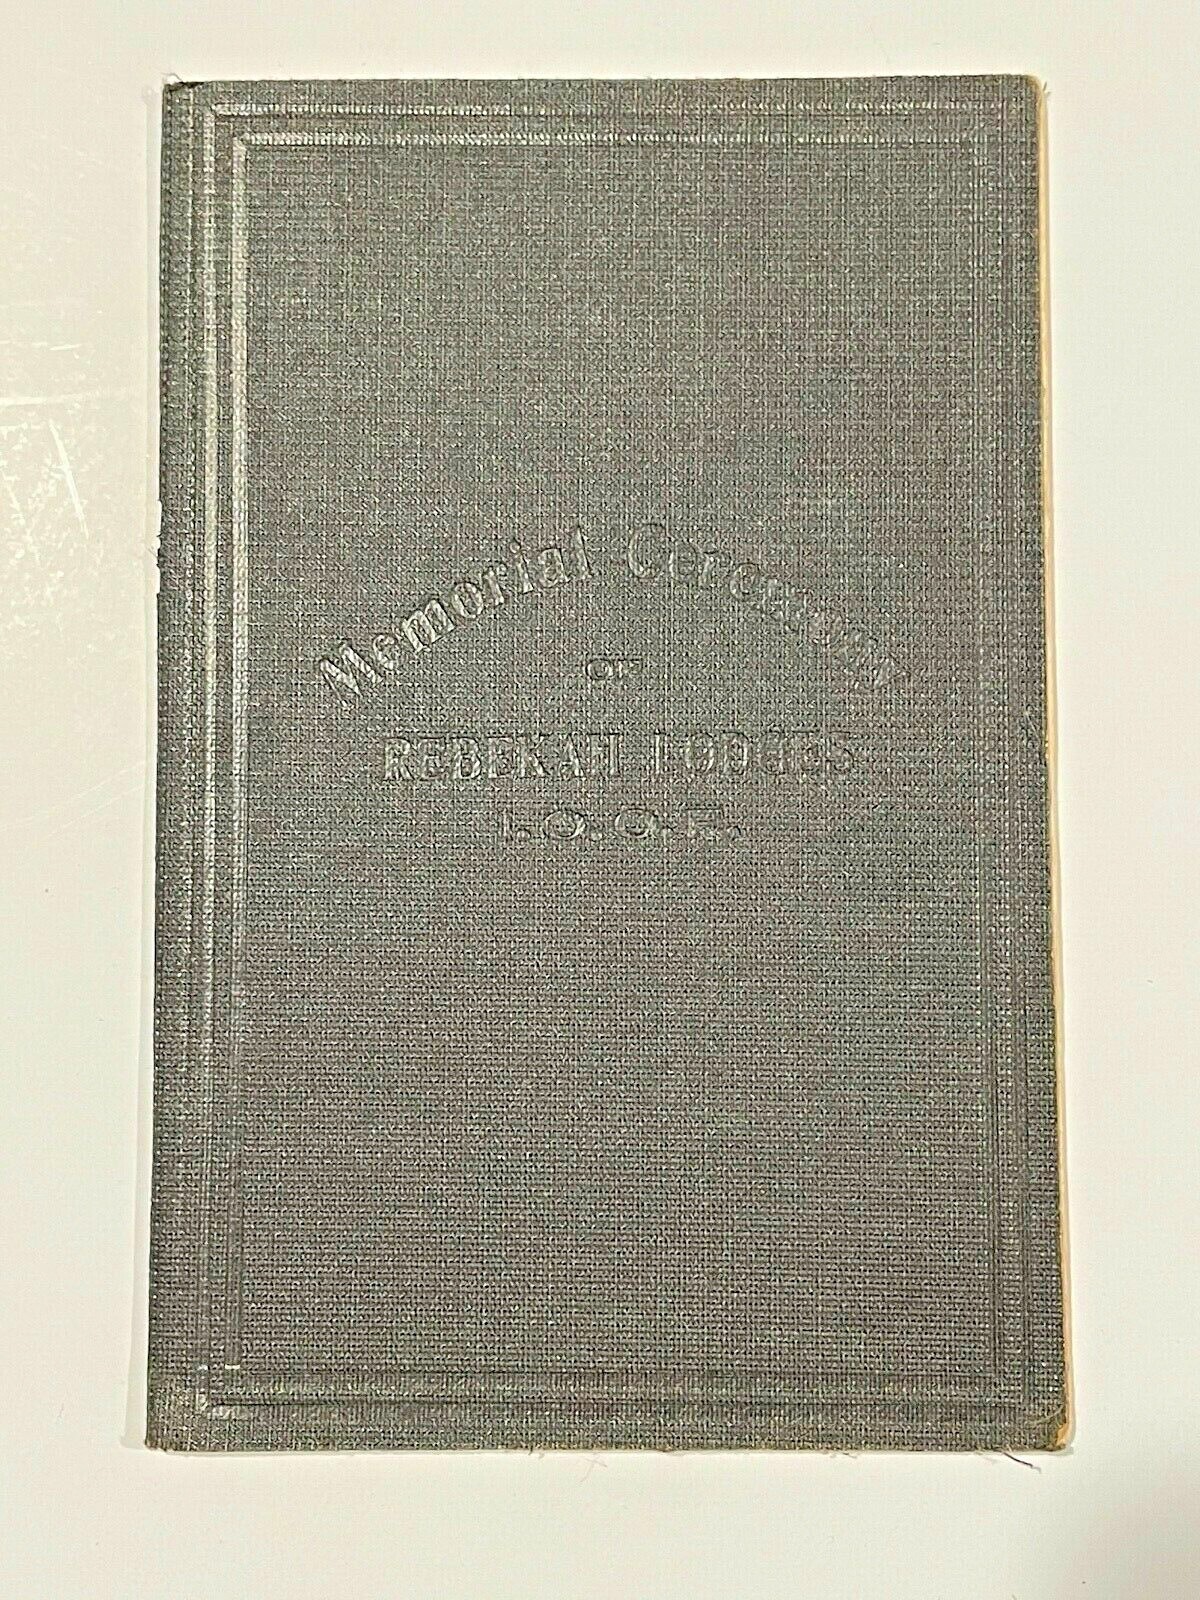 Memorial Ceremony
OF
REBEKAH LODGES
I.O.O.F.